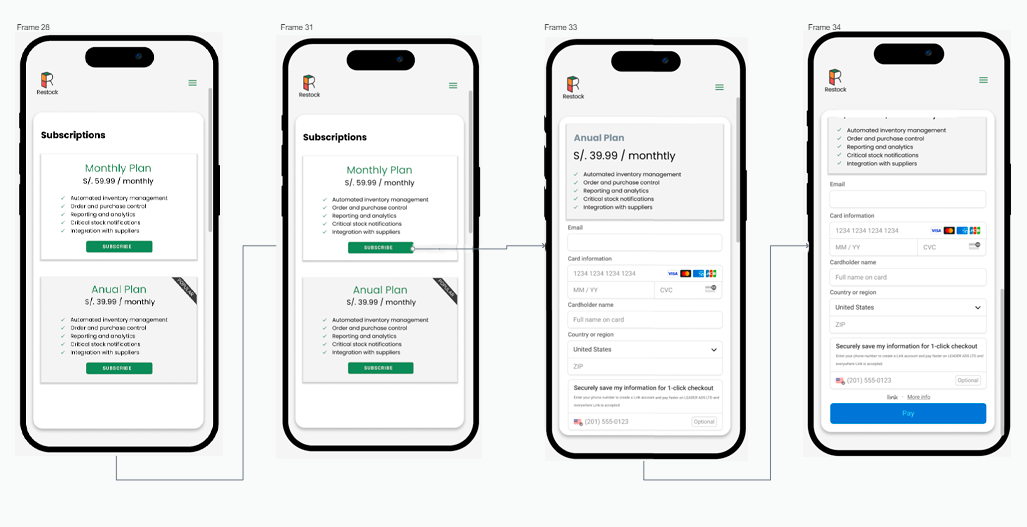 Frame 28
Restock
Subscriptions
Monthly Plan
S/. 59.99 / monthly
Automated inventory management
Order and purchase control
Reporting and analytics
Critical stock notifications
Integration with suppliers
SUBSCRIBE
POPULAR
Anual Plan
S/. 39.99 / monthly
Automated inventory management
Order and purchase control
Reporting and analytics
Critical stock notifications
Integration with suppliers
SUBSCRIBE
Frame 31
Restock
Subscriptions
Monthly Plan
S/. 59.99 / monthly
Automated inventory management
Order and purchase control
Reporting and analytics
Critical stock notifications
Integration with suppliers
SUBSCRIBE
POPULAR
Anual Plan
S/. 39.99 / monthly
Automated inventory management
Order and purchase control
Reporting and analytics
Critical stock notifications
Integration with suppliers
SUBSCRIBE
Frame 33
Restock
Anual Plan
S/. 39.99 / monthtly
Automated inventory management
Order and purchase control
Reporting and analytics
Critical stock notifications
Integration with suppliers
Email
Card information
1234 1234 1234 1234 VISA
MM / YY CVC
Cardholder name
Full name on card
Country or region
United States
ZIP
Securely save my information for 1-click checkout
Enter your phone number to create a Link account and pay faster on LEADER ADS LTD and
everywhere Link is accepted.
(201) 555-0123 Optional
Frame 34
Restock
Automated inventory management
Order and purchase control
Reporting and analytics
Critical stock notifications
Integration with suppliers
Email
Card information
1234 1234 1234 1234 VISA
MM / YY CVC
Cardholder name
Full name on card
Country or region
United States
ZIP
Securely save my information for 1-click checkout
Enter your phone number to create a Link account and pay faster on LEADER ADS LTD and
everywhere Link is accepted.
(201) 555-0123 Optional
link · More info
Pay